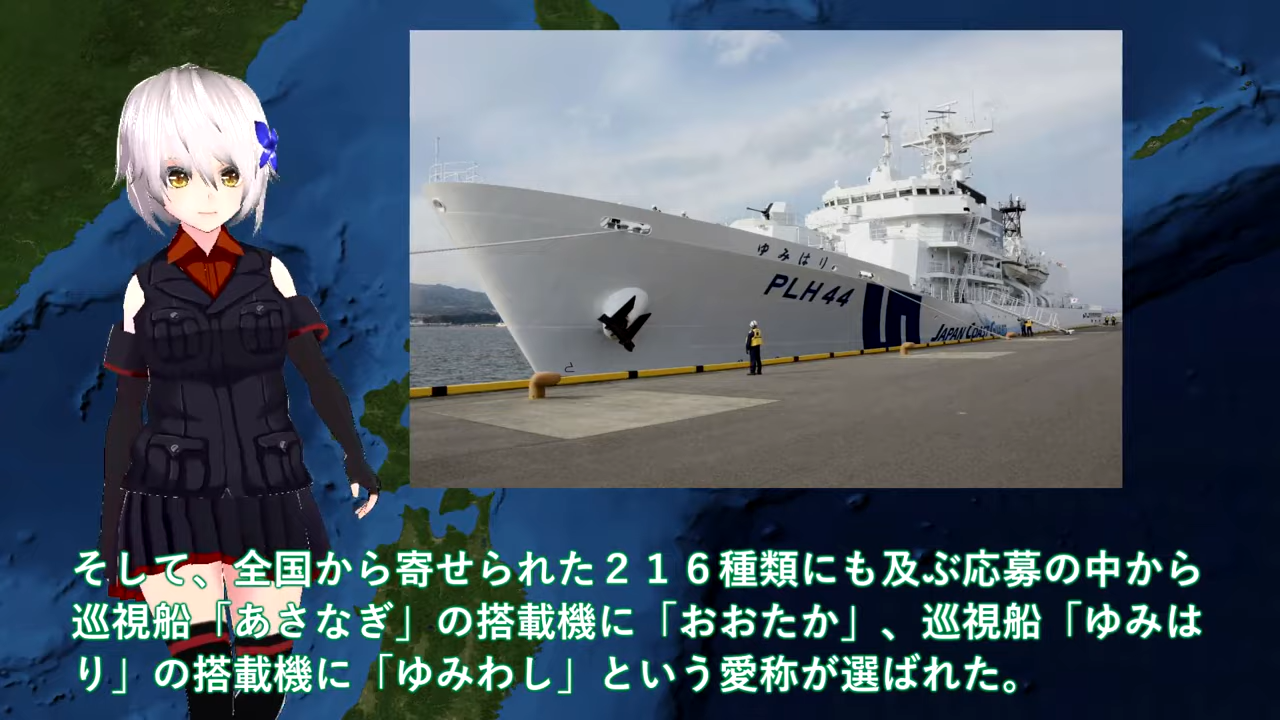 ゆみはり
PLH44
JAPAN COAST GUARD
そして、全国から寄せられた２１６種類にも及ぶ応募の中から
巡視船「あさなぎ」の搭載機に「おおたか」、巡視船「ゆみは
り」の搭載機に「ゆみわし」という愛称が選ばれた。